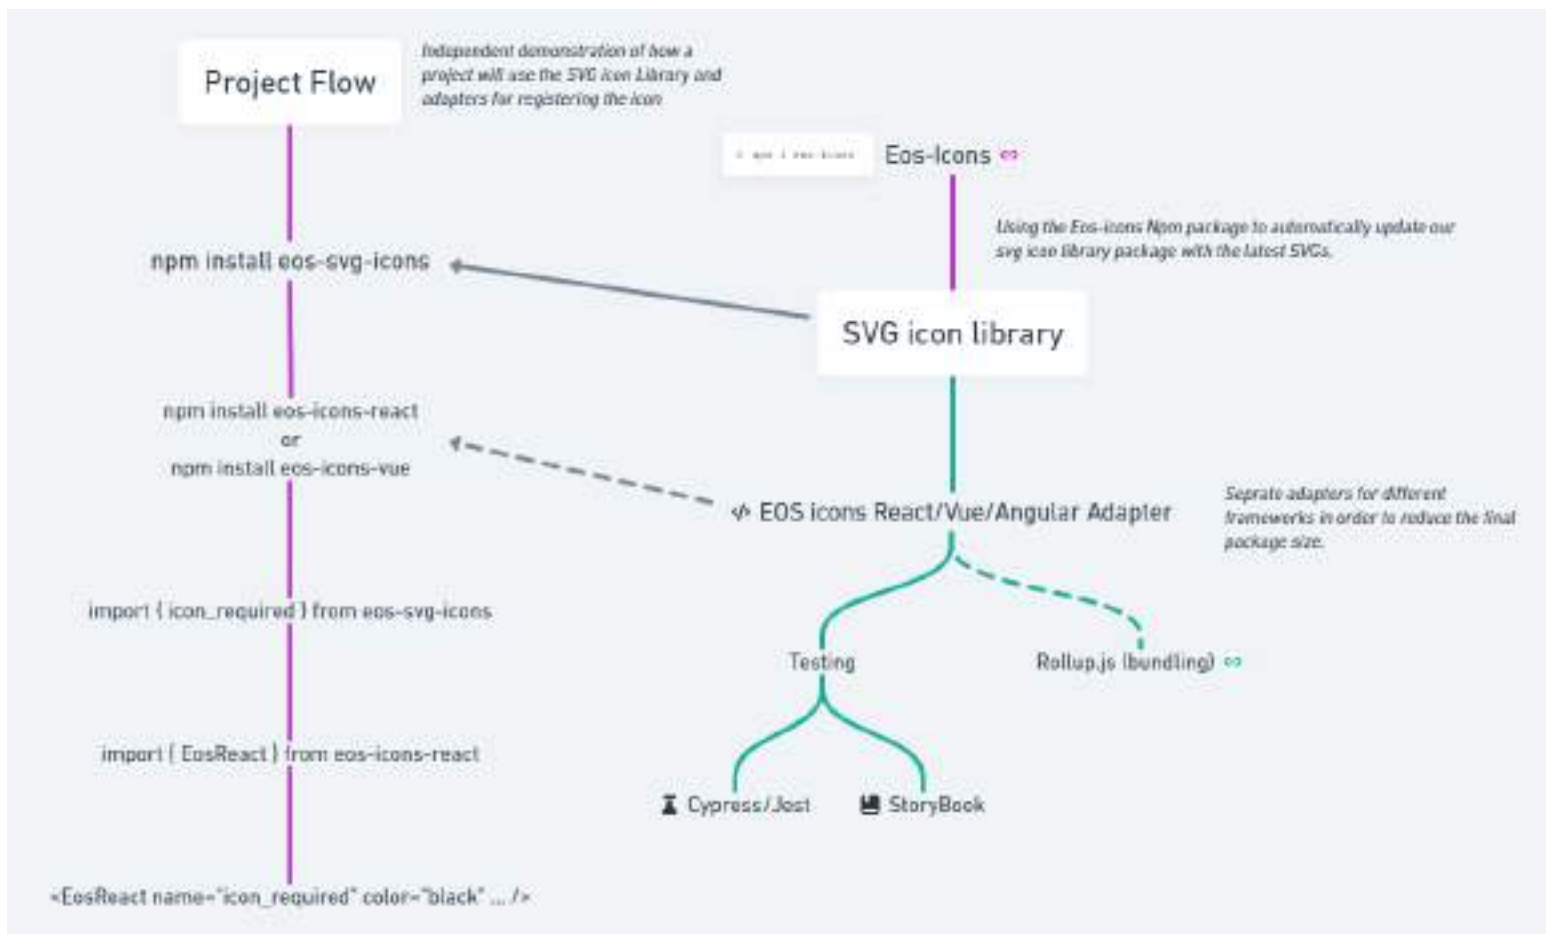 Project Flow
Independent demonstration of how a
project will use the SVG icon Library and
adapters for registering the icon
$ npm i eos-icons
Eos-Icons
Using the Eos-icons Npm package to automatically update our
svg icon library package with the latest SVGs.
npm install eos-svg-icons
SVG icon library
npm install eos-icons-react
or
npm install eos-icons-vue
</> EOS icons React/Vue/Angular Adapter
Seprate adapters for different
frameworks in order to reduce the final
package size.
import { icon_required } from eos-svg-icons
Testing
Rollup.js (bundling)
import { EosReact } from eos-icons-react
Cypress/Jest
StoryBook
<EosReact name="icon_required" color="black" ... />